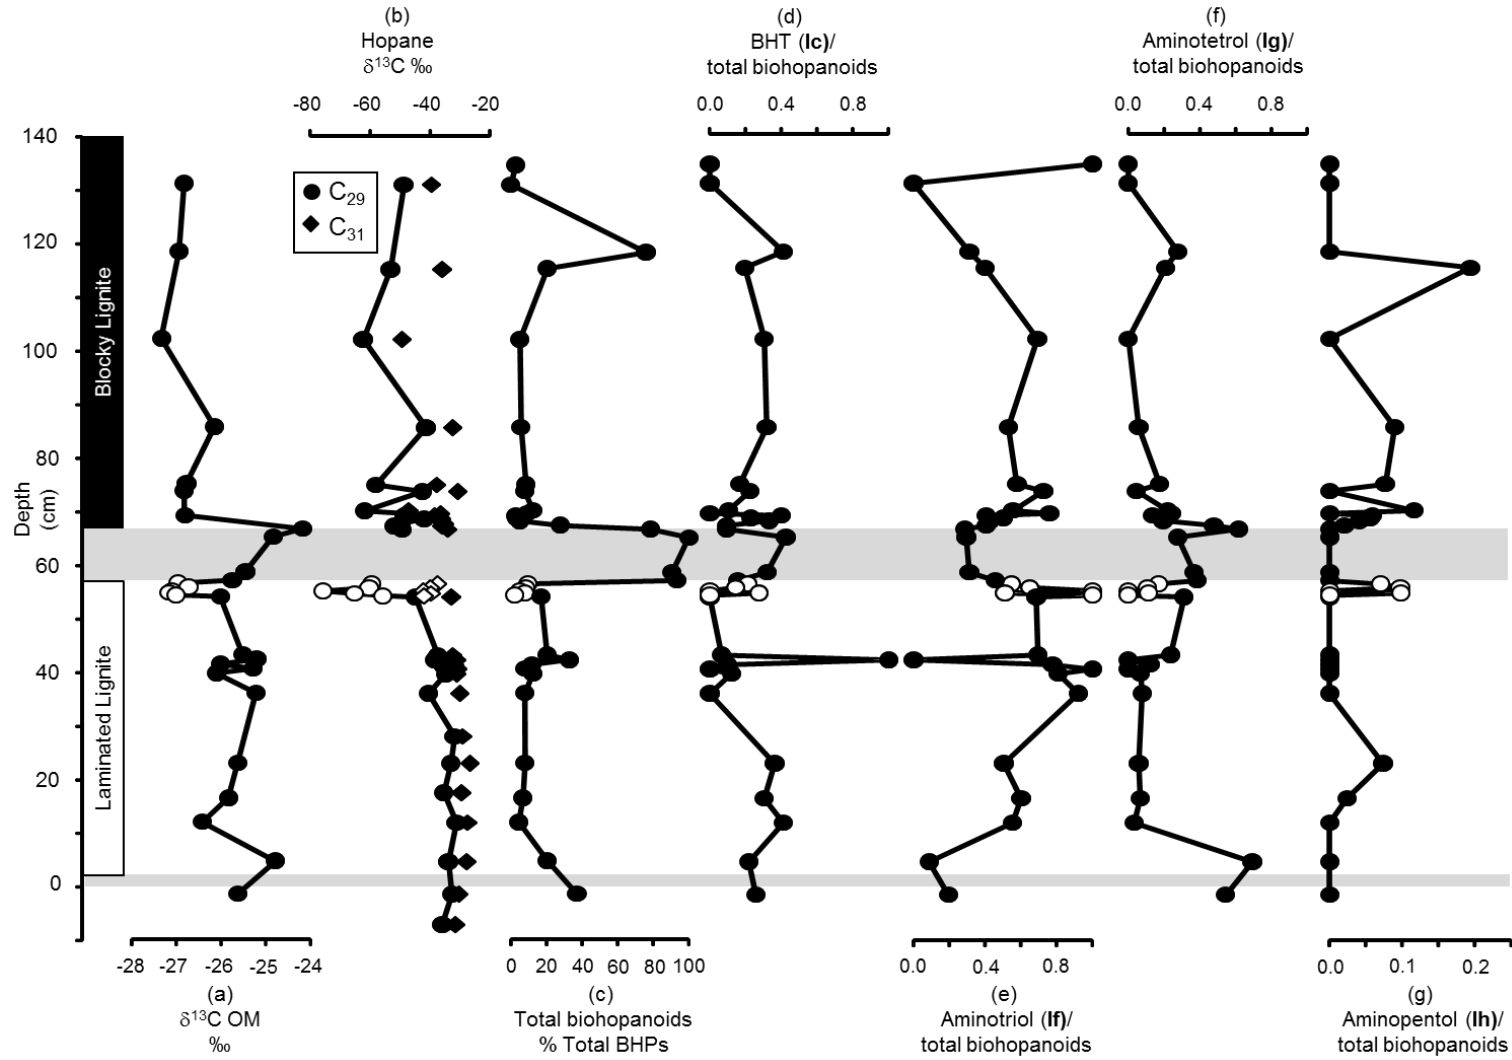 (b)
Hopane
δ¹³C ‰
(d)
BHT (Ic)/
total biohopanoids
(f)
Aminotetrol (Ig)/
total biohopanoids
-80 -60 -40 -20
0.0 0.4 0.8
0.0 0.4 0.8
C₂₉
C₃₁
140
120
100
80
60
40
20
0
Depth
(cm)
Blocky Lignite
Laminated Lignite
-28 -27 -26 -25 -24
0 20 40 60 80 100
0.0 0.4 0.8
0.0 0.1 0.2
(a)
δ¹³C OM
‰
(c)
Total biohopanoids
% Total BHPs
(e)
Aminotriol (If)/
total biohopanoids
(g)
Aminopentol (Ih)/
total biohopanoids